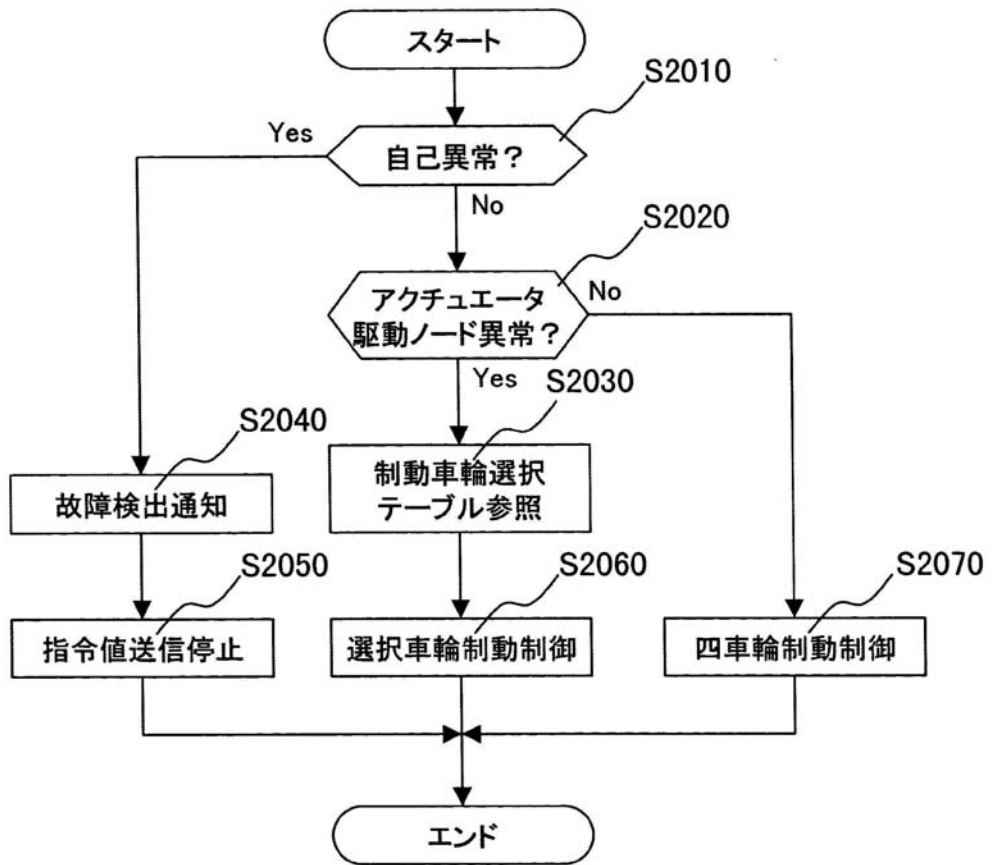 スタート
S2010
Yes
自己異常?
No
S2020
アクチュエータ
駆動ノード異常?
No
Yes
S2030
S2040
制動車輪選択
テーブル参照
故障検出通知
S2050
S2060
S2070
指令値送信停止
選択車輪制動制御
四車輪制動制御
エンド